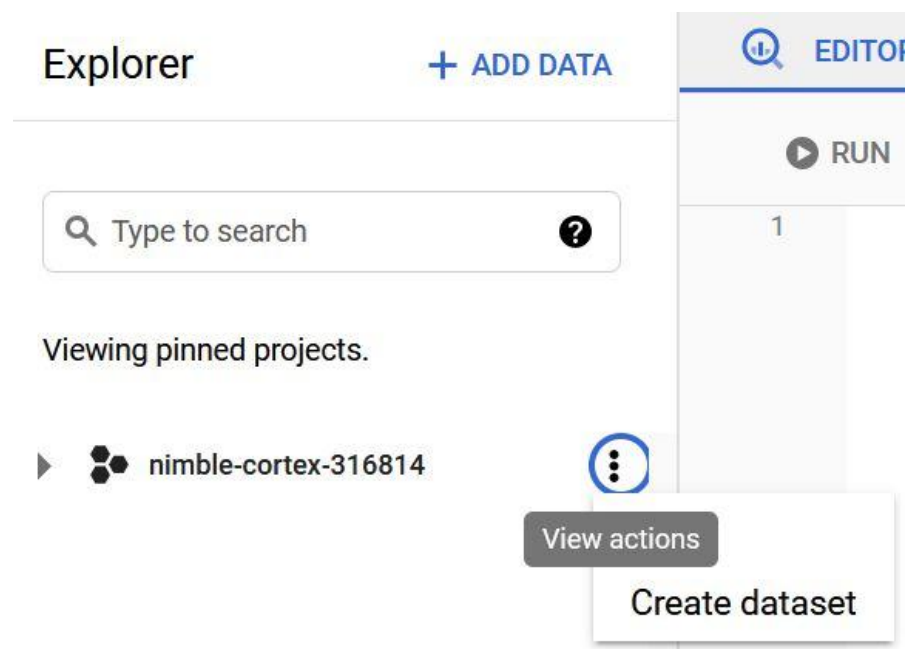 Explorer
+ ADD DATA
EDITOR
RUN
Type to search
?
1
Viewing pinned projects.
nimble-cortex-316814
View actions
Create dataset